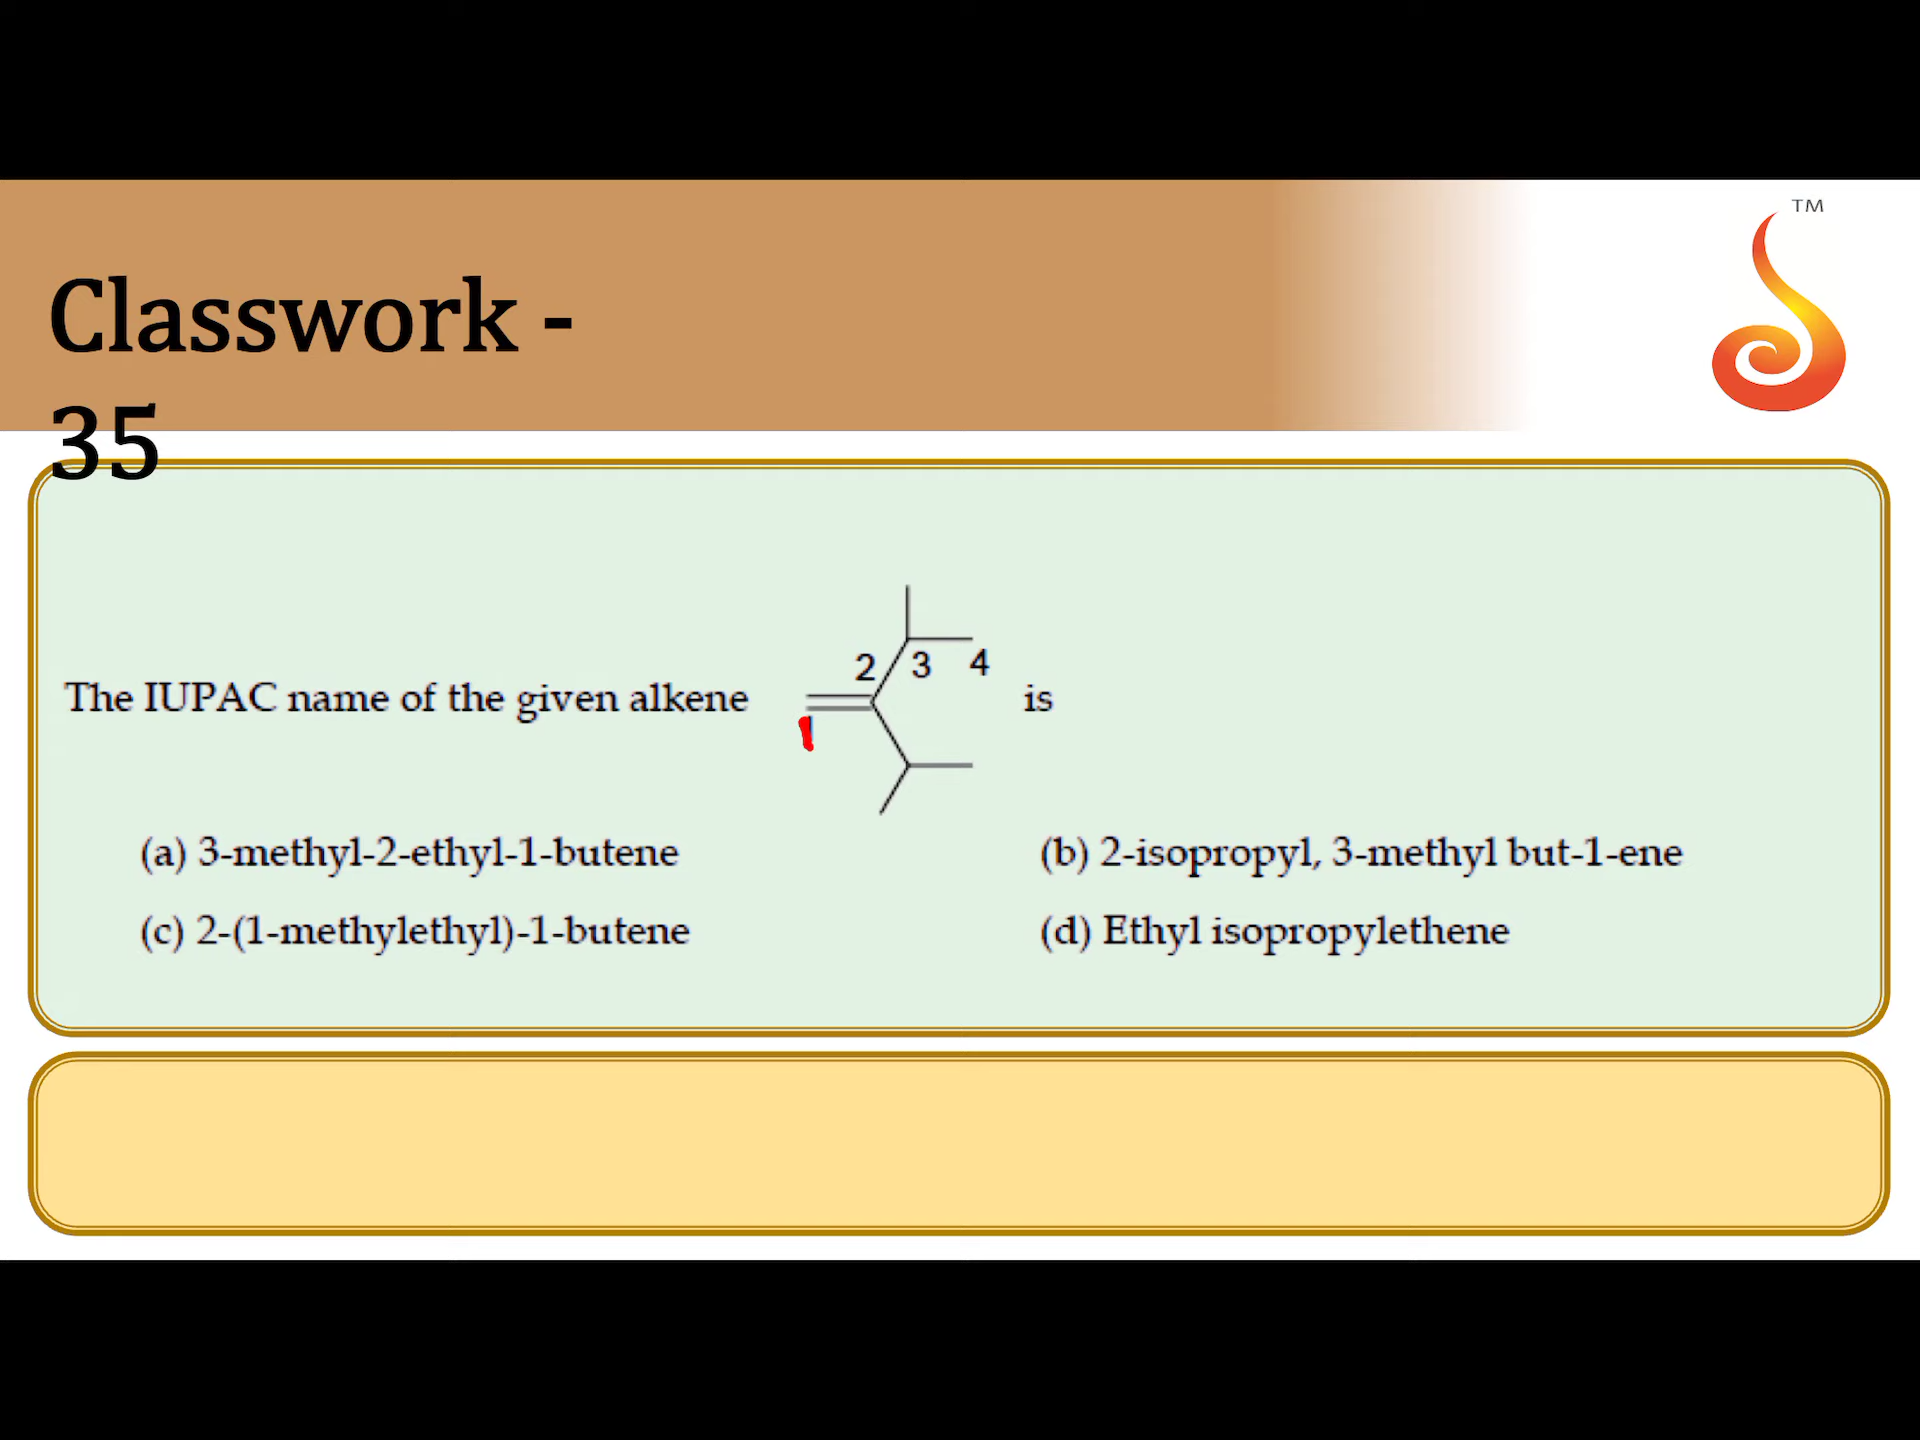 TM
Classwork -
35
2 3 4
The IUPAC name of the given alkene is
1
(a) 3-methyl-2-ethyl-1-butene (b) 2-isopropyl, 3-methyl but-1-ene
(c) 2-(1-methylethyl)-1-butene (d) Ethyl isopropylethene